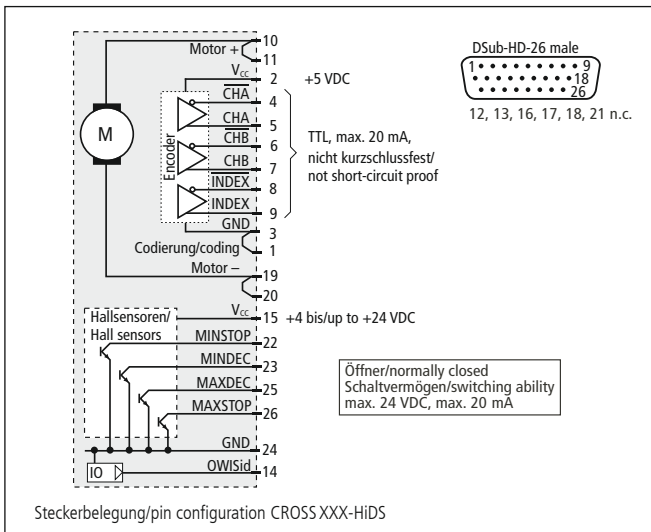 Motor + 10
11
DSub-HD-26 male
1 9
18
26
12, 13, 16, 17, 18, 21 n.c.
Vcc 2 +5 VDC
CHA 4
CHA 5
CHB 6
CHB 7
INDEX 8
INDEX 9
GND 3
Codierung/coding 1
M
Encoder
TTL, max. 20 mA,
nicht kurzschlussfest/
not short-circuit proof
Motor – 19
20
Hallsensoren/
Hall sensors
Vcc 15 +4 bis/up to +24 VDC
MINSTOP 22
MINDEC 23
MAXDEC 25
MAXSTOP 26
GND 24
IO OWISid 14
Öffner/normally closed
Schaltvermögen/switching ability
max. 24 VDC, max. 20 mA
Steckerbelegung/pin configuration CROSS XXX-HiDS